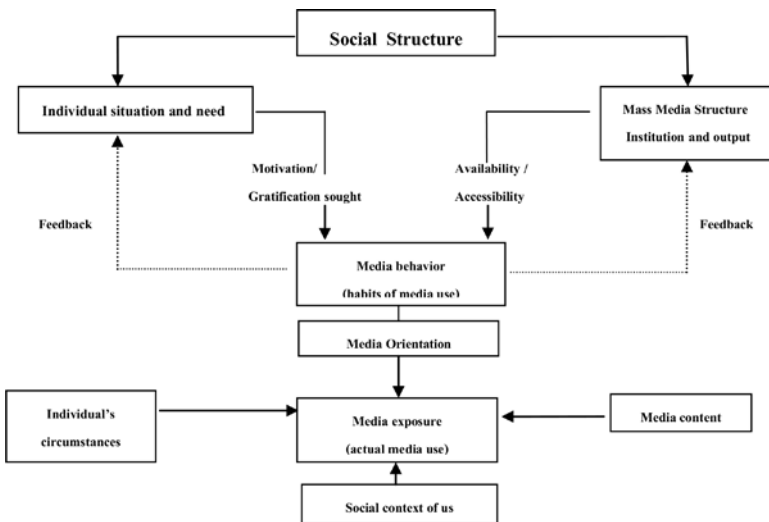 Social Structure
Individual situation and need
Mass Media Structure
Institution and output
Motivation/
Gratification sought
Availability /
Accessibility
Feedback
Feedback
Media behavior
(habits of media use)
Media Orientation
Individual's
circumstances
Media exposure
(actual media use)
Media content
Social context of us